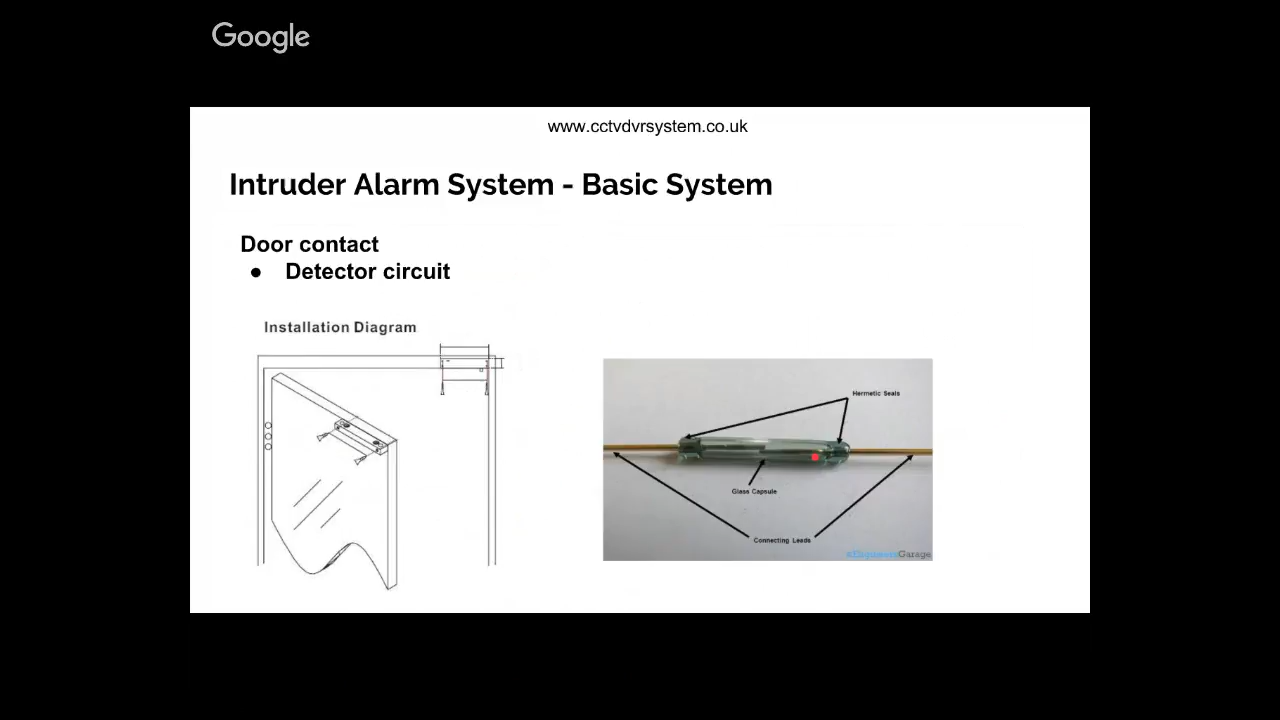 Google
www.cctvdvrsystem.co.uk
Intruder Alarm System - Basic System
Door contact
● Detector circuit
Installation Diagram
Hermetic Seals
Glass Capsule
Connecting Leads